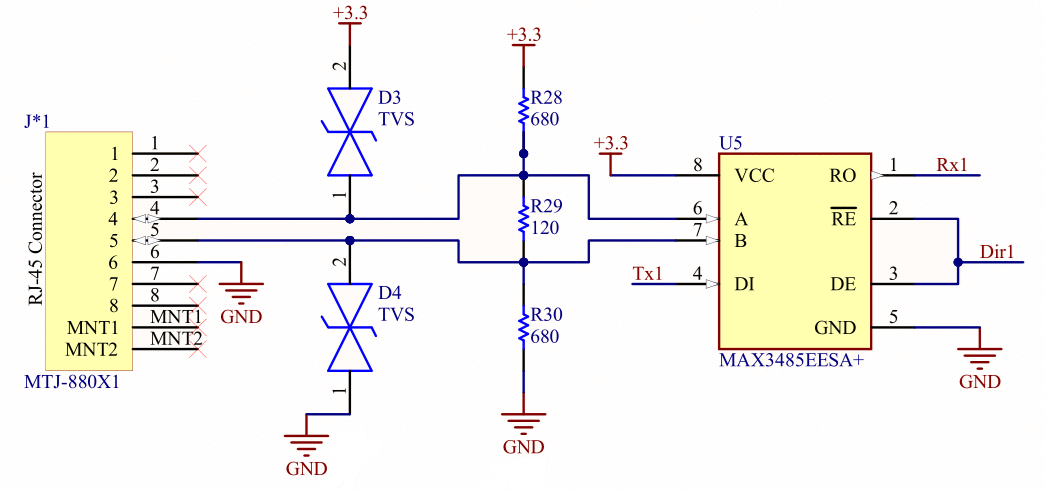 +3.3
+3.3
2
D3
TVS
R28
680
J*1
+3.3
U5
1
1
8
VCC
RO
1
Rx1
2
2
3
3
1
R29
120
4
4
6
A
RE
2
5
5
7
B
6
6
2
Dir1
7
7
Tx1
4
DI
DE
3
8
8
GND
D4
TVS
R30
680
MNT1
MNT1
GND
5
MNT2
MNT2
RJ-45 Connector
MTJ-880X1
1
MAX3485EESA+
GND
GND
GND